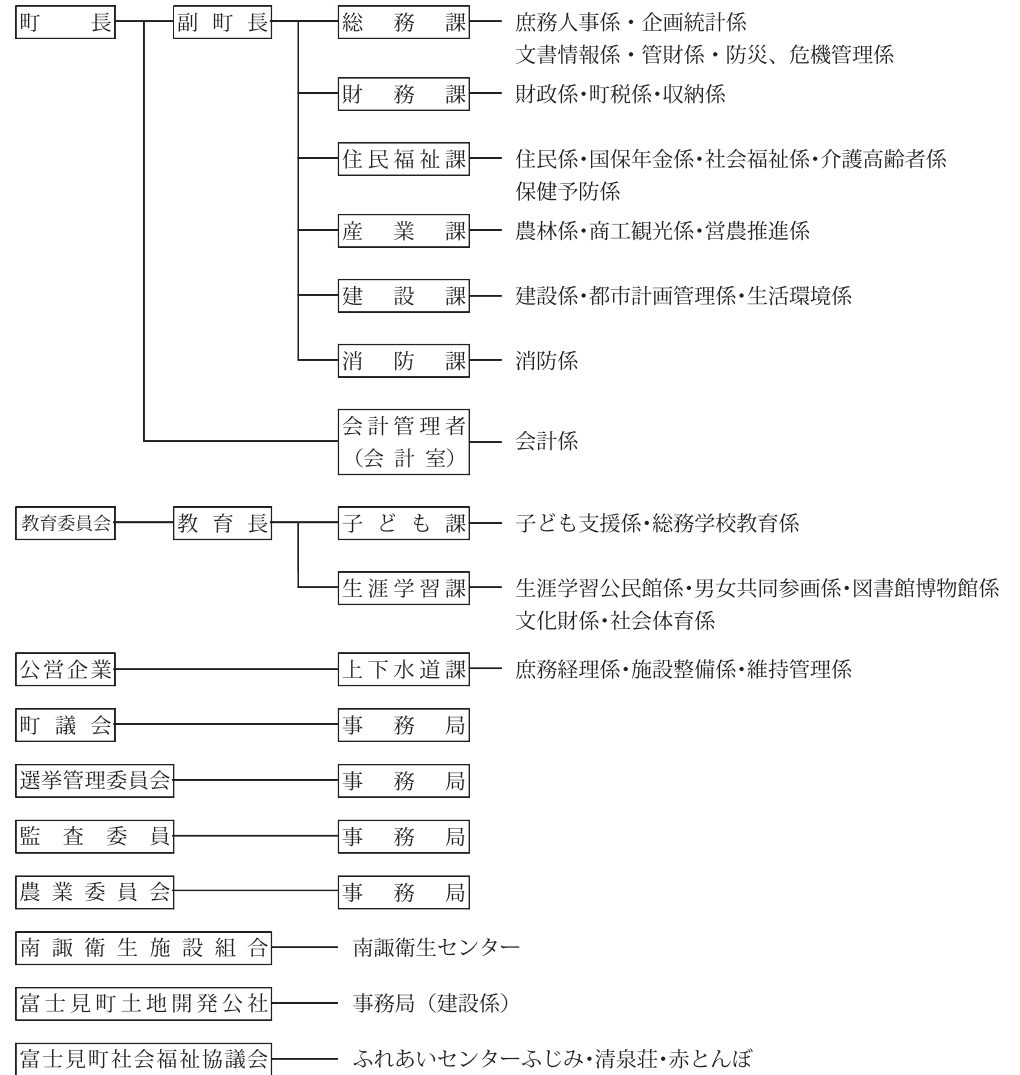 町長 副町長 総務課 庶務人事係・企画統計係
文書情報係・管財係・防災、危機管理係
財務課 財政係・町税係・収納係
住民福祉課 住民係・国保年金係・社会福祉係・介護高齢者係
保健予防係
産業課 農林係・商工観光係・営農推進係
建設課 建設係・都市計画管理係・生活環境係
消防課 消防係
会計管理者
（会計室） 会計係
教育委員会 教育長 子ども課 子ども支援係・総務学校教育係
生涯学習課 生涯学習公民館係・男女共同参画係・図書館博物館係
文化財係・社会体育係
公営企業 上下水道課 庶務経理係・施設整備係・維持管理係
町議会 事務局
選挙管理委員会 事務局
監査委員 事務局
農業委員会 事務局
南諏衛生施設組合 南諏衛生センター
富士見町土地開発公社 事務局（建設係）
富士見町社会福祉協議会 ふれあいセンターふじみ・清泉荘・赤とんぼ